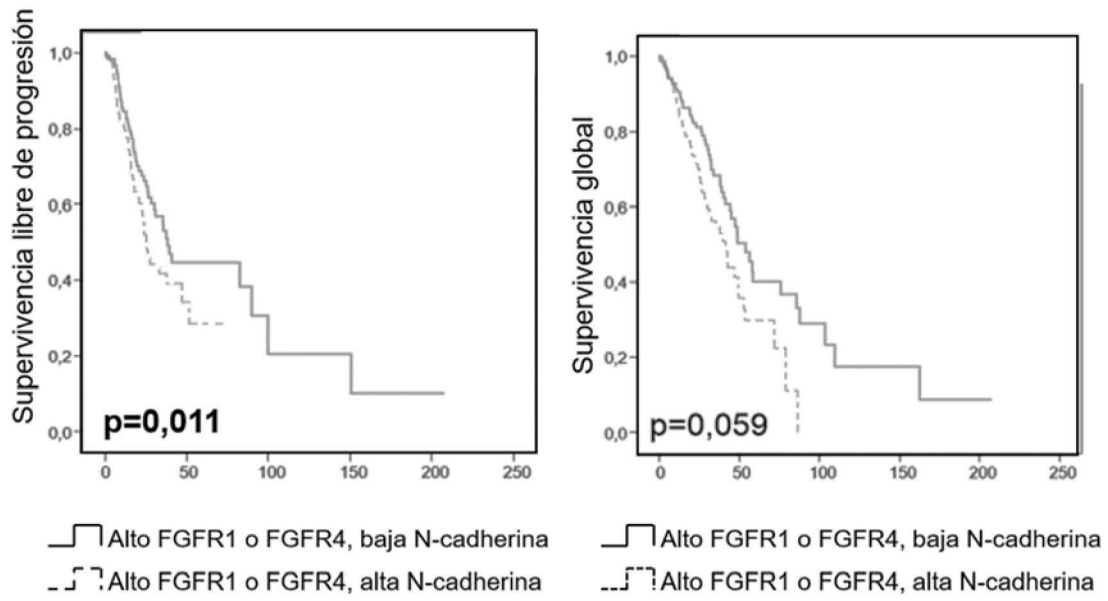 Supervivencia libre de progresión
1,0
0,8
0,6
0,4
0,2
0,0
p=0,011
0 50 100 150 200 250
Alto FGFR1 o FGFR4, baja N-cadherina
Alto FGFR1 o FGFR4, alta N-cadherina
Supervivencia global
1,0
0,8
0,6
0,4
0,2
0,0
p=0,059
0 50 100 150 200 250
Alto FGFR1 o FGFR4, baja N-cadherina
Alto FGFR1 o FGFR4, alta N-cadherina